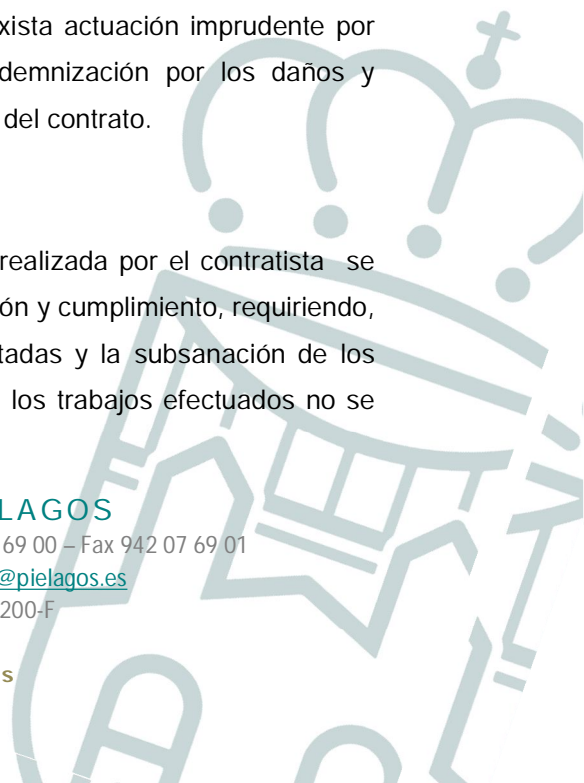 xista actuación imprudente por
demnización por los daños y
del contrato.
realizada por el contratista se
ón y cumplimiento, requiriendo,
tadas y la subsanación de los
los trabajos efectuados no se
LAGOS
69 00 – Fax 942 07 69 01
@pielagos.es
200-F
s